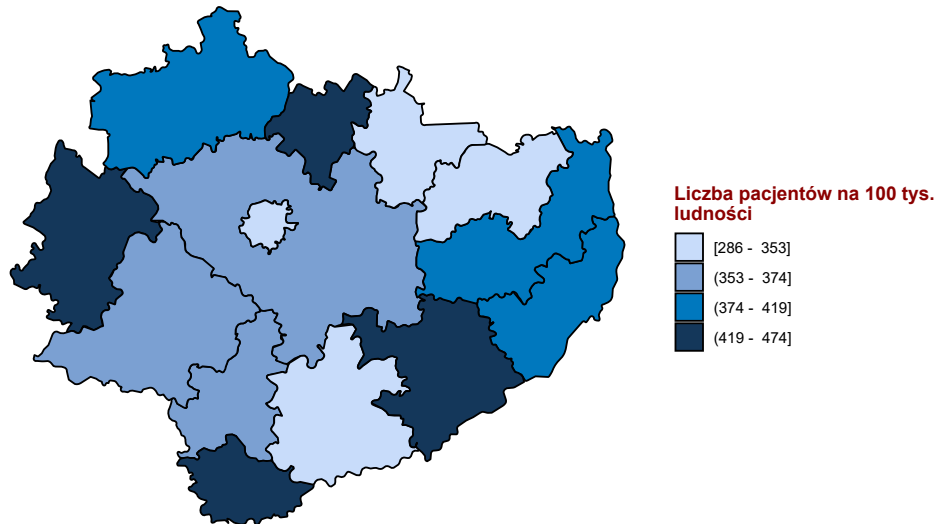 Liczba pacjentów na 100 tys.
ludności
[286 - 353]
(353 - 374]
(374 - 419]
(419 - 474]